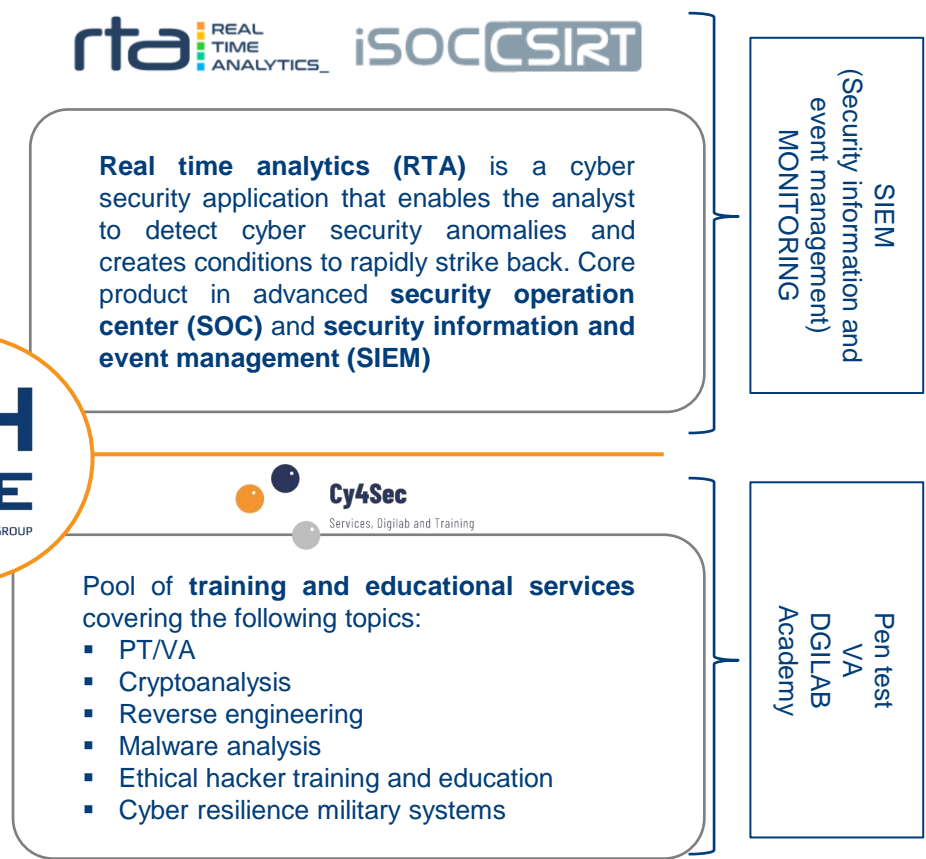 rta REAL
TIME
ANALYTICS_
iSOC CSIRT
Real time analytics (RTA) is a cyber
security application that enables the analyst
to detect cyber security anomalies and
creates conditions to rapidly strike back. Core
product in advanced security operation
center (SOC) and security information and
event management (SIEM)
SIEM
(Security information and
event management)
MONITORING
H
E
GROUP
Cy4Sec
Services, Digilab and Training
Pool of training and educational services
covering the following topics:
▪ PT/VA
▪ Cryptoanalysis
▪ Reverse engineering
▪ Malware analysis
▪ Ethical hacker training and education
▪ Cyber resilience military systems
Pen test
VA
DGILAB
Academy